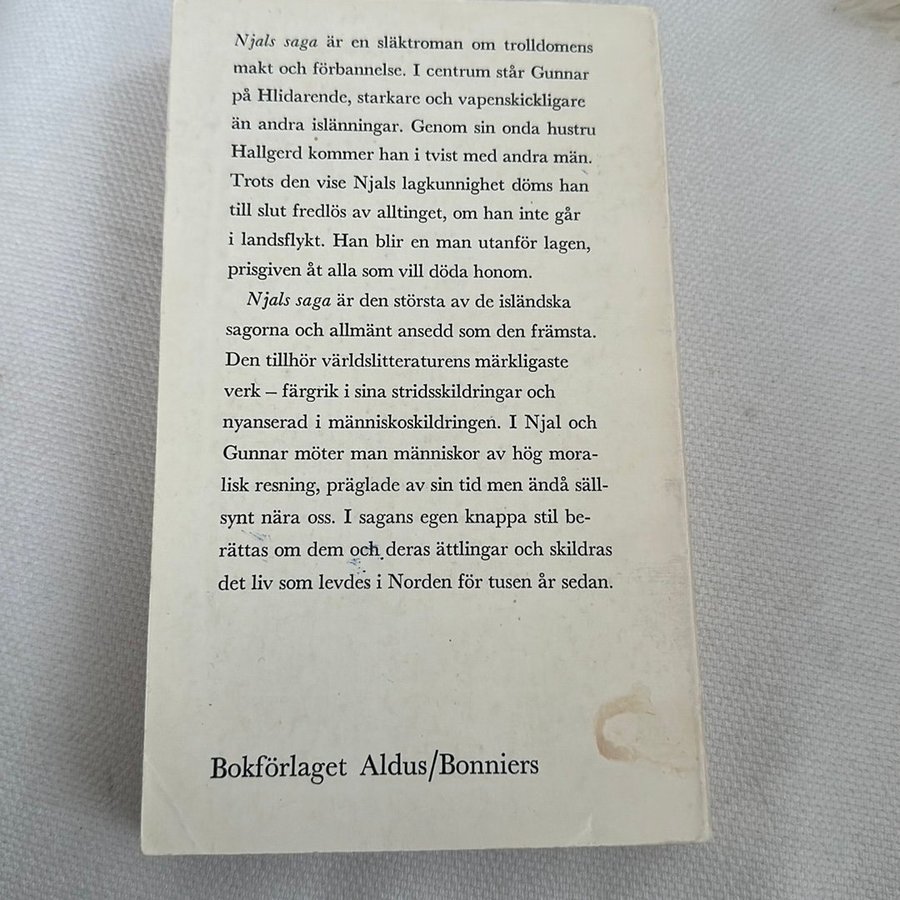 Njals saga är en släktroman om trolldomens
makt och förbannelse. I centrum står Gunnar
på Hlidarende, starkare och vapenskickligare
än andra islänningar. Genom sin onda hustru
Hallgerd kommer han i tvist med andra män.
Trots den vise Njals lagkunnighet döms han
till slut fredlös av alltinget, om han inte går
i landsflykt. Han blir en man utanför lagen,
prisgiven åt alla som vill döda honom.
Njals saga är den största av de isländska
sagorna och allmänt ansedd som den främsta.
Den tillhör världslitteraturens märkligaste
verk – färgrik i sina stridsskildringar och
nyanserad i människoskildringen. I Njal och
Gunnar möter man människor av hög mora-
lisk resning, präglade av sin tid men ändå säll-
synt nära oss. I sagans egen knappa stil be-
rättas om dem och deras ättlingar och skildras
det liv som levdes i Norden för tusen år sedan.
Bokförlaget Aldus/Bonniers